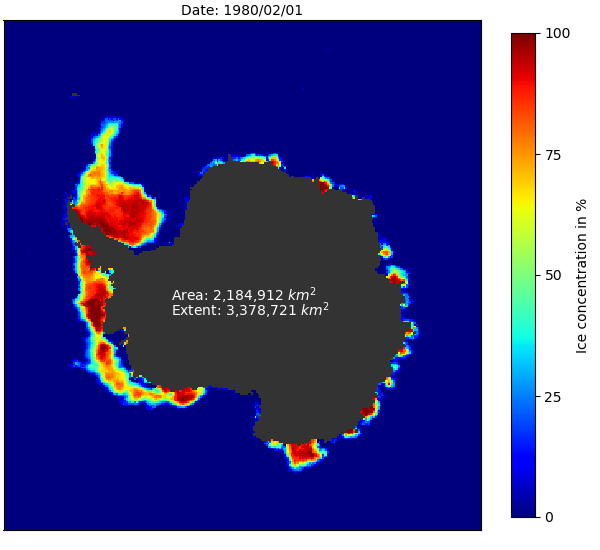 Date: 1980/02/01
Area: 2,184,912 km²
Extent: 3,378,721 km²
100
75
50
25
0
Ice concentration in %